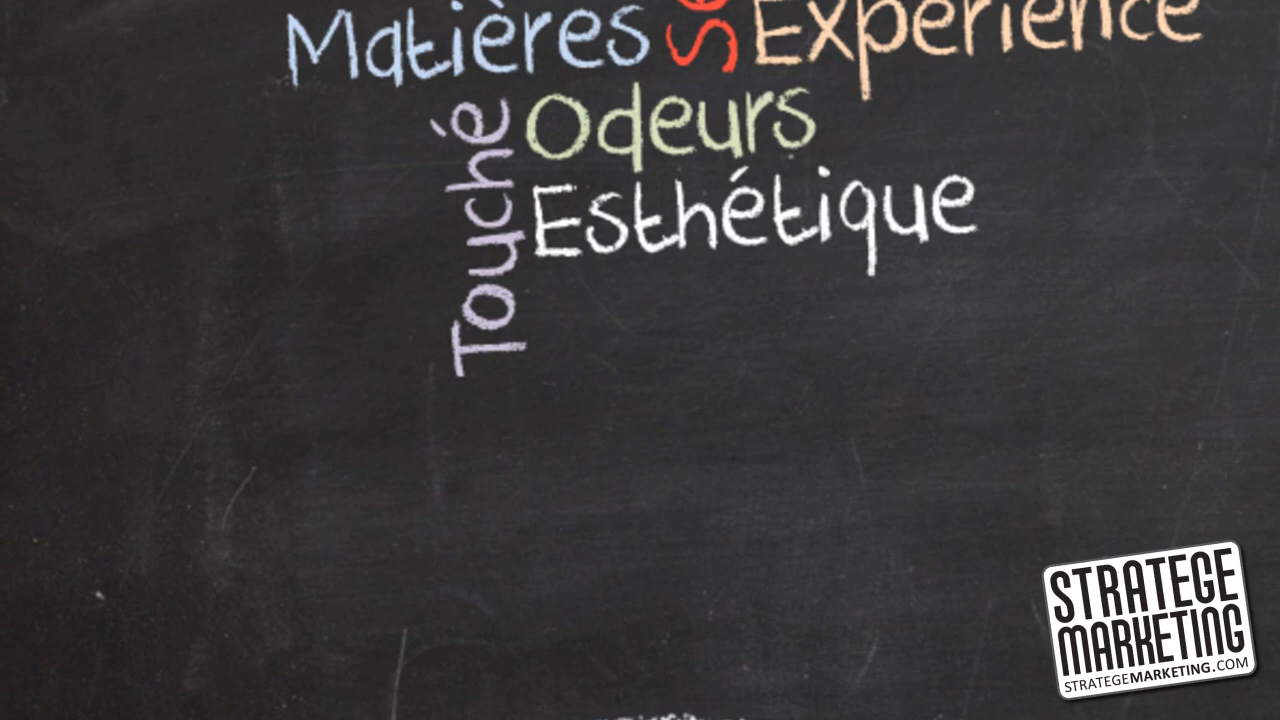 Matières
Expérience
Touché
Odeurs
Esthétique
STRATEGE
MARKETING
STRATEGEMARKETING.COM